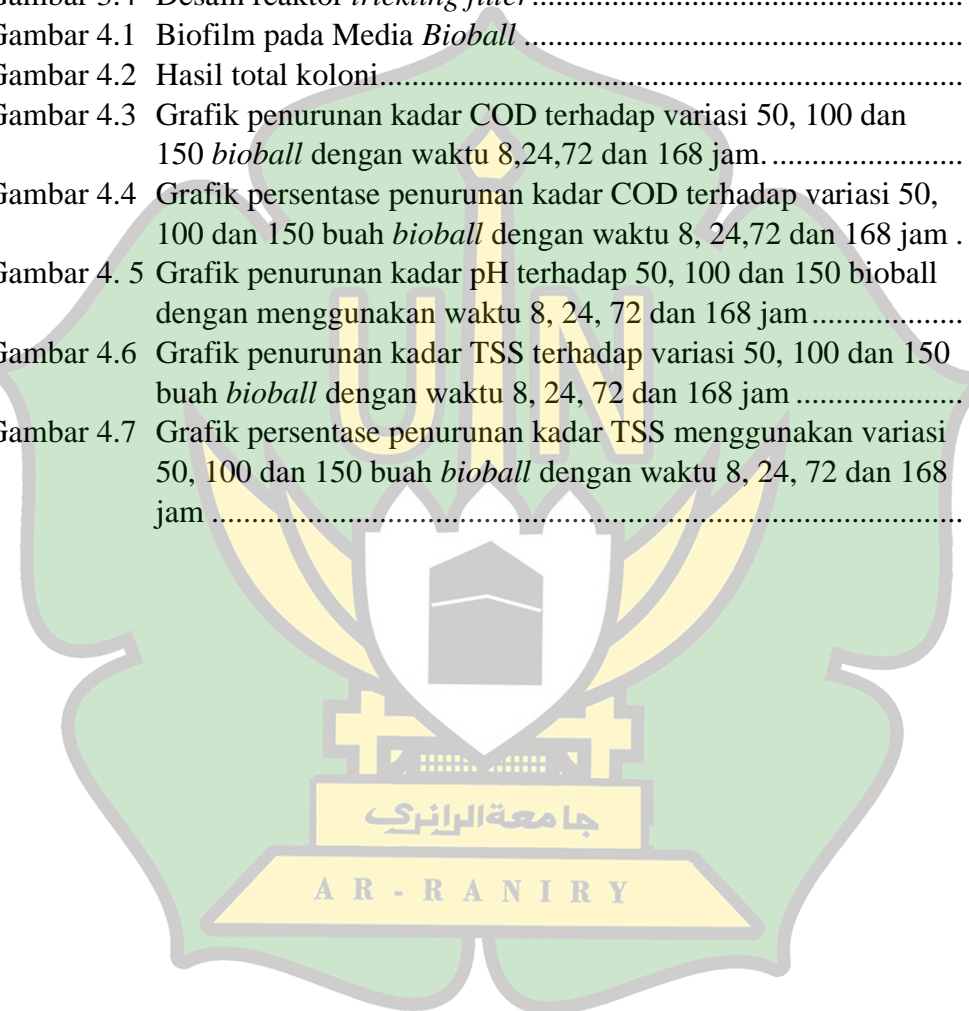 Gambar 3.4 Desain reaktor trickling filter
Gambar 4.1 Biofilm pada Media Bioball
Gambar 4.2 Hasil total koloni
Gambar 4.3 Grafik penurunan kadar COD terhadap variasi 50, 100 dan
150 bioball dengan waktu 8,24,72 dan 168 jam.
Gambar 4.4 Grafik persentase penurunan kadar COD terhadap variasi 50,
100 dan 150 buah bioball dengan waktu 8, 24,72 dan 168 jam .
Gambar 4. 5 Grafik penurunan kadar pH terhadap 50, 100 dan 150 bioball
dengan menggunakan waktu 8, 24, 72 dan 168 jam
Gambar 4.6 Grafik penurunan kadar TSS terhadap variasi 50, 100 dan 150
buah bioball dengan waktu 8, 24, 72 dan 168 jam
Gambar 4.7 Grafik persentase penurunan kadar TSS menggunakan variasi
50, 100 dan 150 buah bioball dengan waktu 8, 24, 72 dan 168
jam
UIN
جامعة الرانري
AR-RANIRY